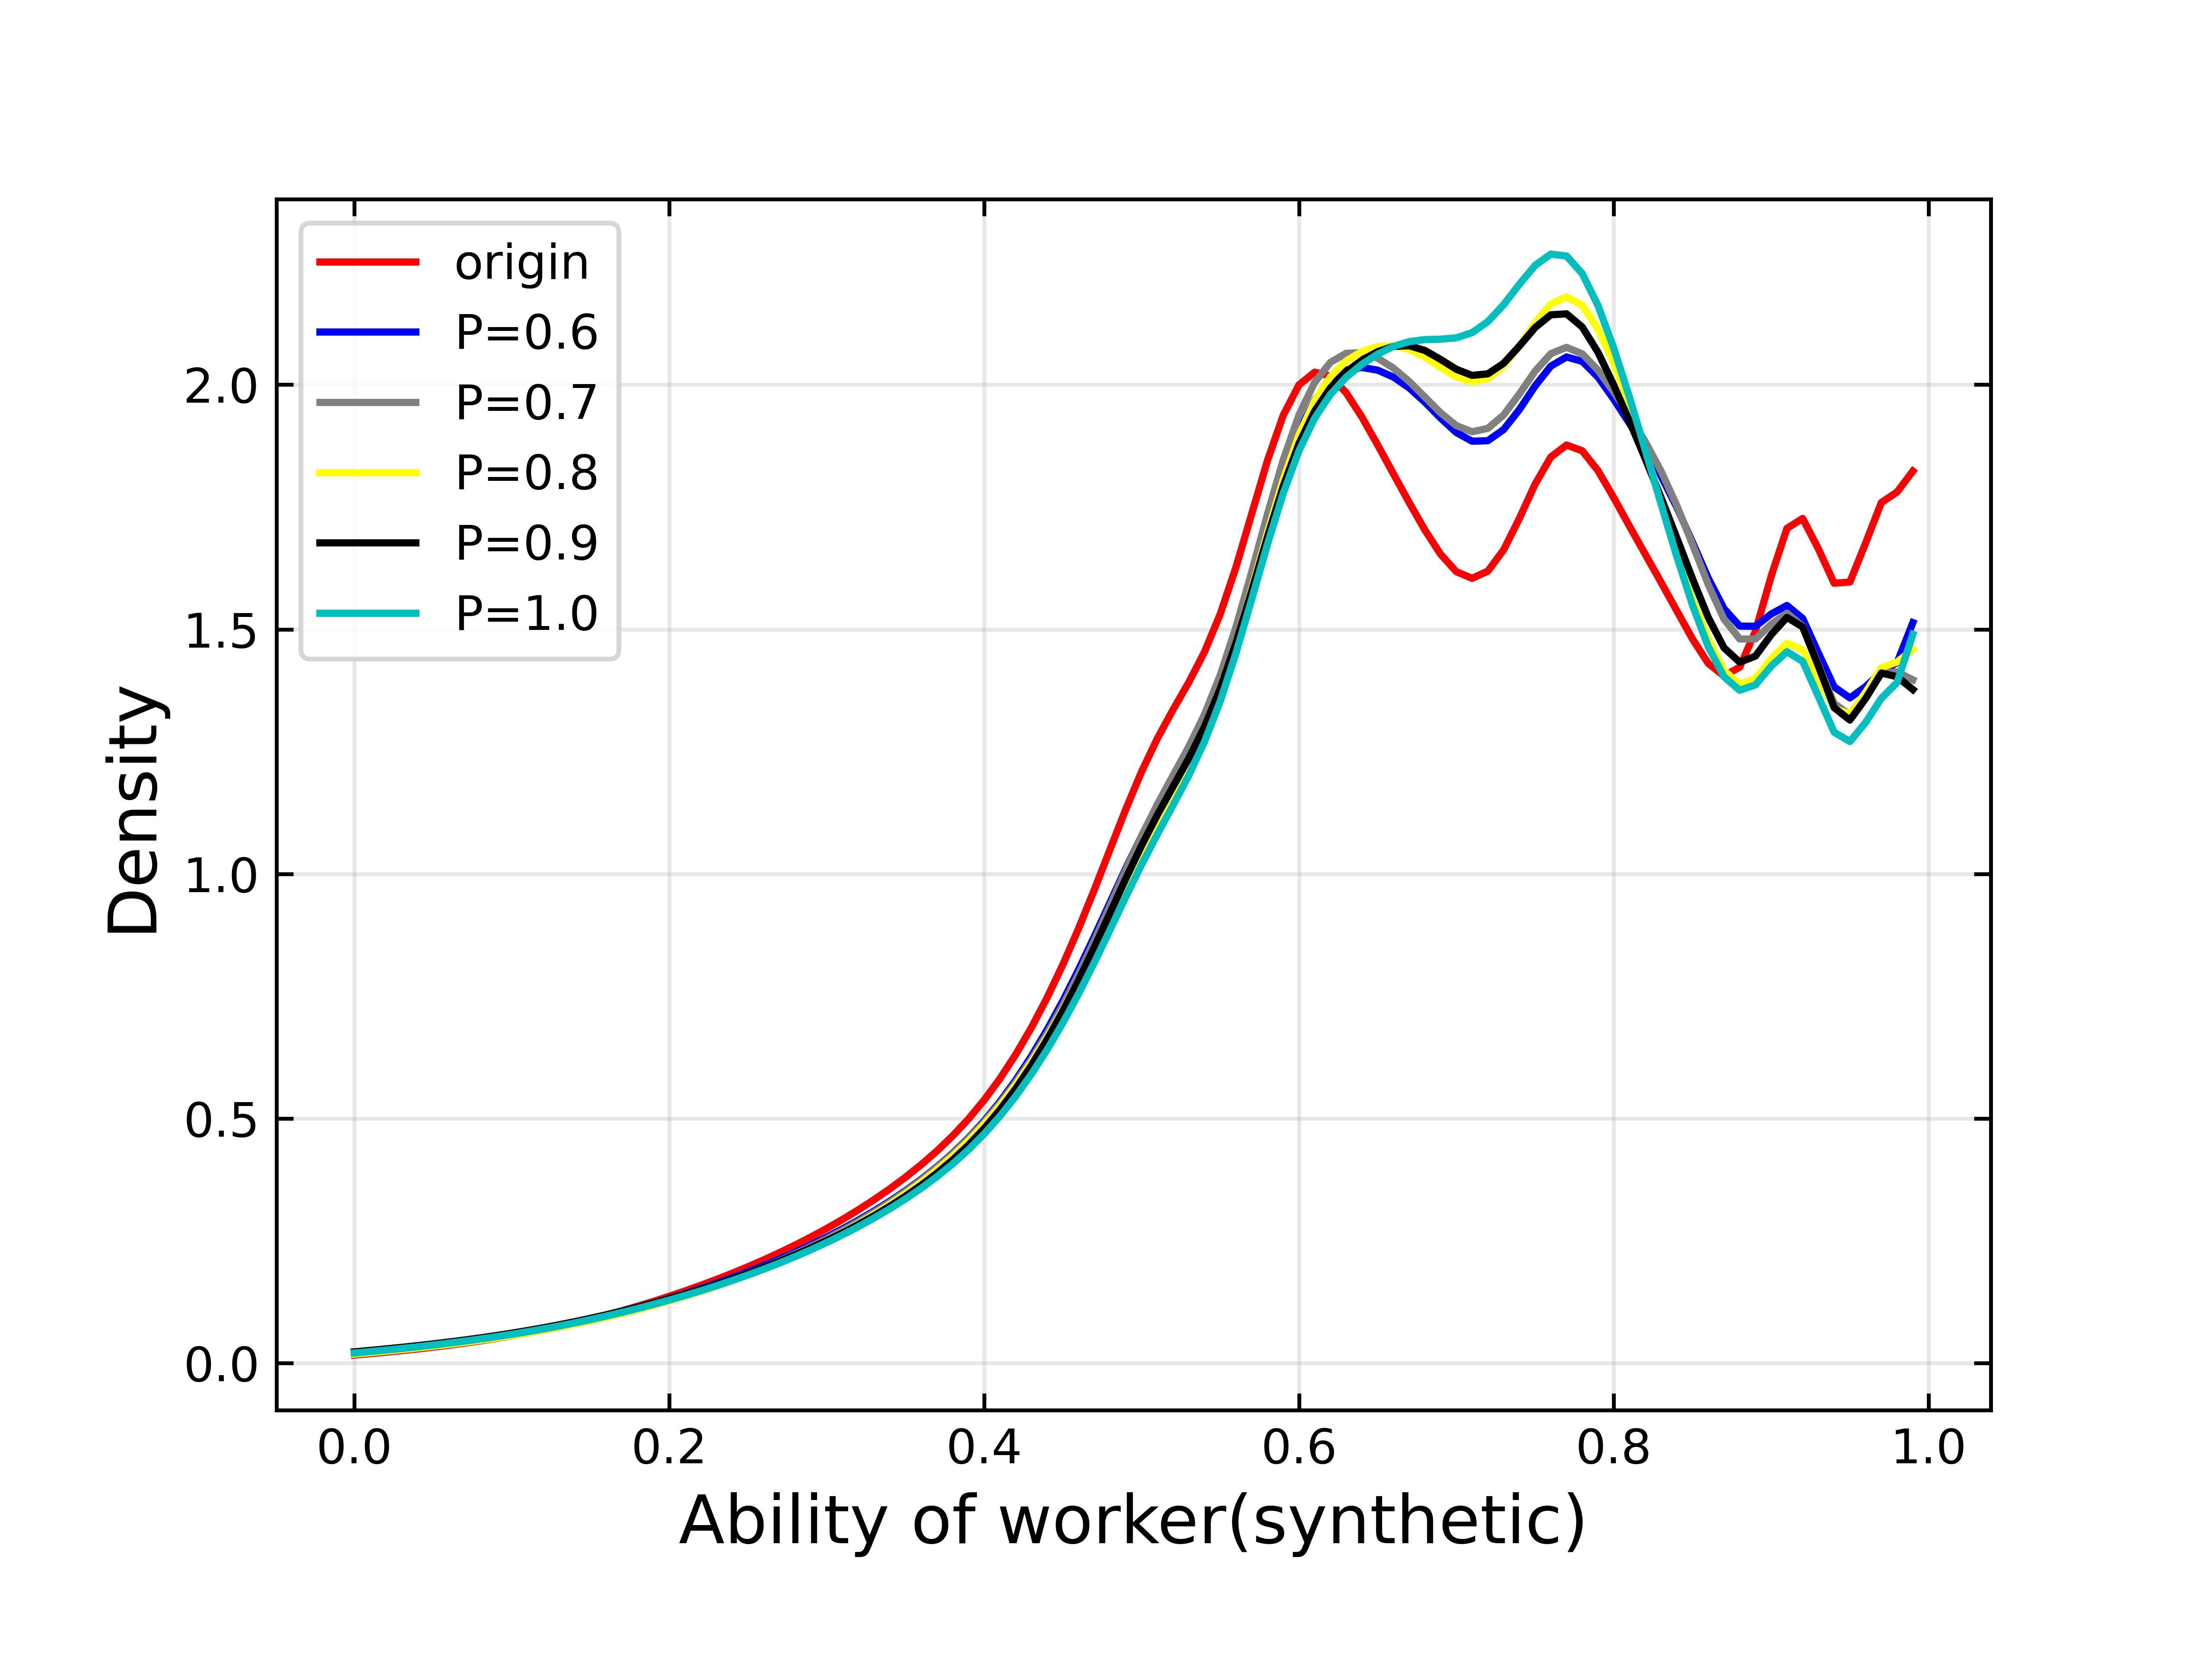 origin
P=0.6
P=0.7
P=0.8
P=0.9
P=1.0
2.0
1.5
1.0
0.5
0.0
Density
0.0 0.2 0.4 0.6 0.8 1.0
Ability of worker(synthetic)